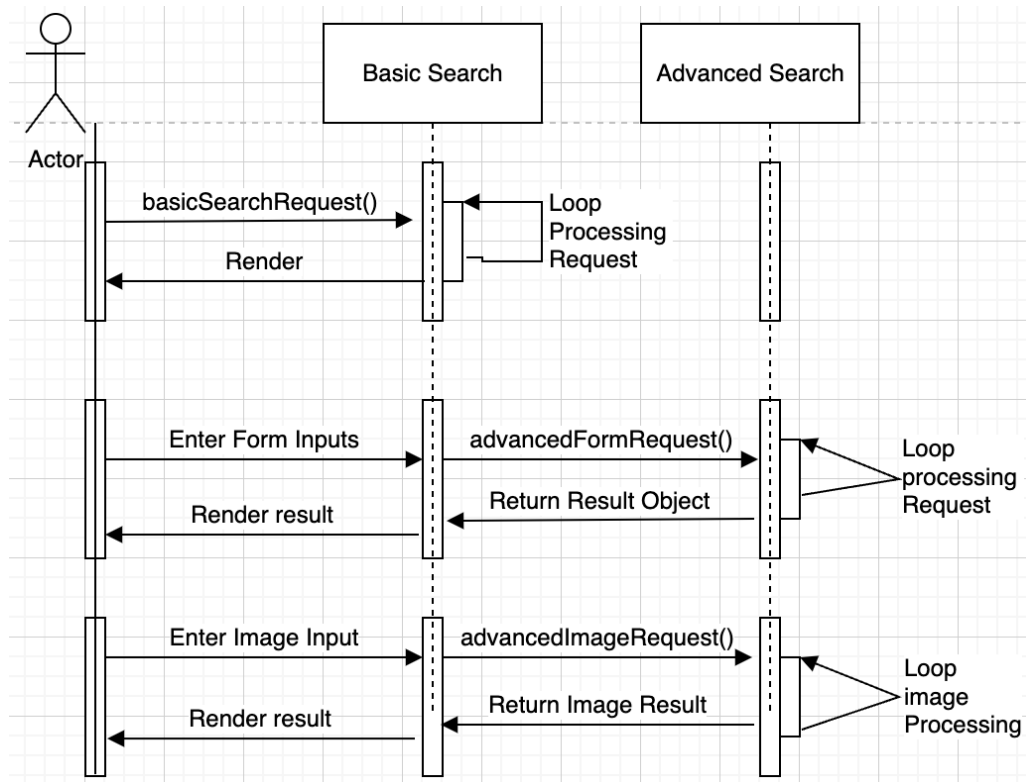 Basic Search
Advanced Search
Actor
basicSearchRequest()
Loop
Processing
Request
Render
Enter Form Inputs
advancedFormRequest()
Loop
processing
Request
Return Result Object
Render result
Enter Image Input
advancedImageRequest()
Loop
image
Processing
Return Image Result
Render result